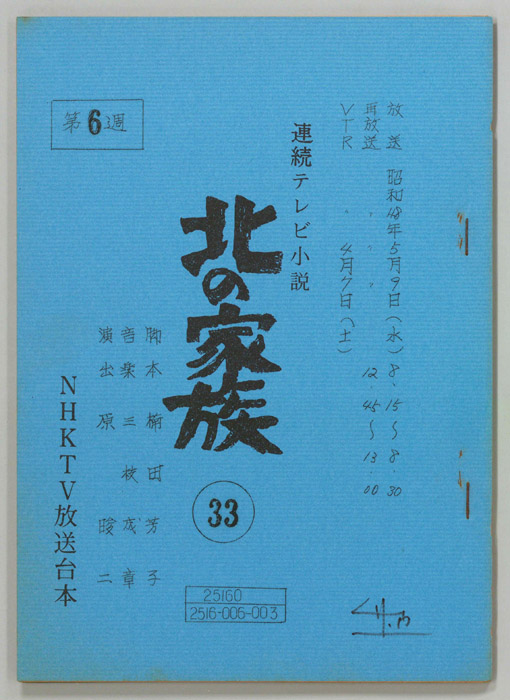 放送 昭和48年5月9日(水) 8.15〜8.30
再放送 〃 〃 〃 12 45〜13 00
VTR 〃 4月7日(土)
連続テレビ小説
北の家族
33
第6週
脚本 楠田芳子
音楽 三枝成章
演出 原 
NHKTV放送台本
25160
2516-006-003